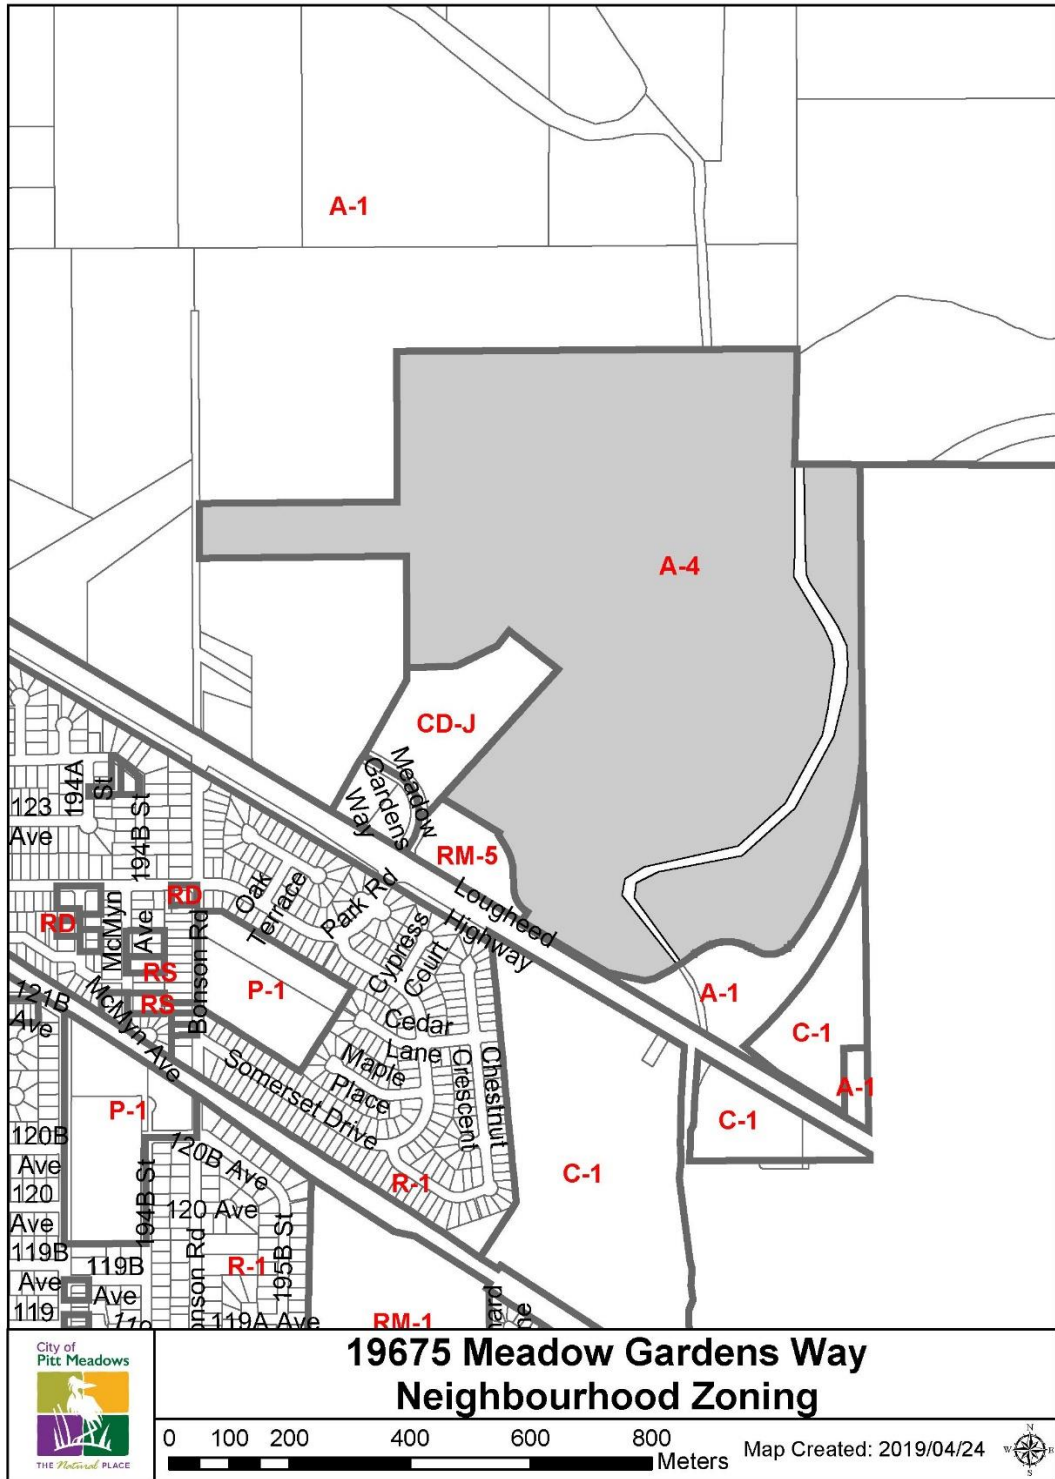 A-1
A-4
CD-J
Meadow
Gardens
Way
RM-5
Lougheed
Highway
194A
St
123
Ave
194B St
Oak
Terrace
Park Rd
RD
RD
McMyn
Ave
Bonson Rd
Cypress
Court
RS
RS
P-1
A-1
C-1
A-1
C-1
121B
Ave
McMyn Ave
Cedar
Lane
Maple
Place
Crescent
Chestnut
Somerset Drive
P-1
R-1
C-1
120B
Ave
120
Ave
119B
Ave
119
194B St
120B Ave
120 Ave
195B St
R-1
119B
Ave
onson Rd
119A Ave
RM-1
City of
Pitt Meadows
THE Natural PLACE
19675 Meadow Gardens Way
Neighbourhood Zoning
0 100 200 400 600 800
Meters
Map Created: 2019/04/24
N
W E
S